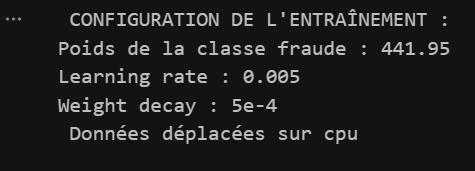 ...
CONFIGURATION DE L'ENTRAÎNEMENT :
Poids de la classe fraude : 441.95
Learning rate : 0.005
Weight decay : 5e-4
Données déplacées sur cpu